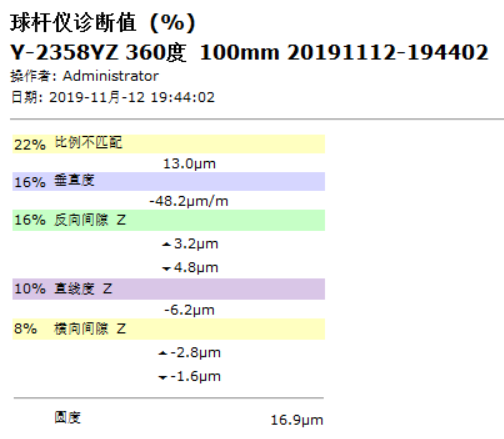 球杆仪诊断值（%）
Y-2358YZ 360度 100mm 20191112-194402
操作者: Administrator
日期: 2019-11月-12 19:44:02
22% 比例不匹配
13.0µm
16% 垂直度
-48.2µm/m
16% 反向间隙 Z
▲3.2µm
▼4.8µm
10% 直线度 Z
-6.2µm
8% 横向间隙 Z
▲-2.8µm
▼-1.6µm
圆度 16.9µm